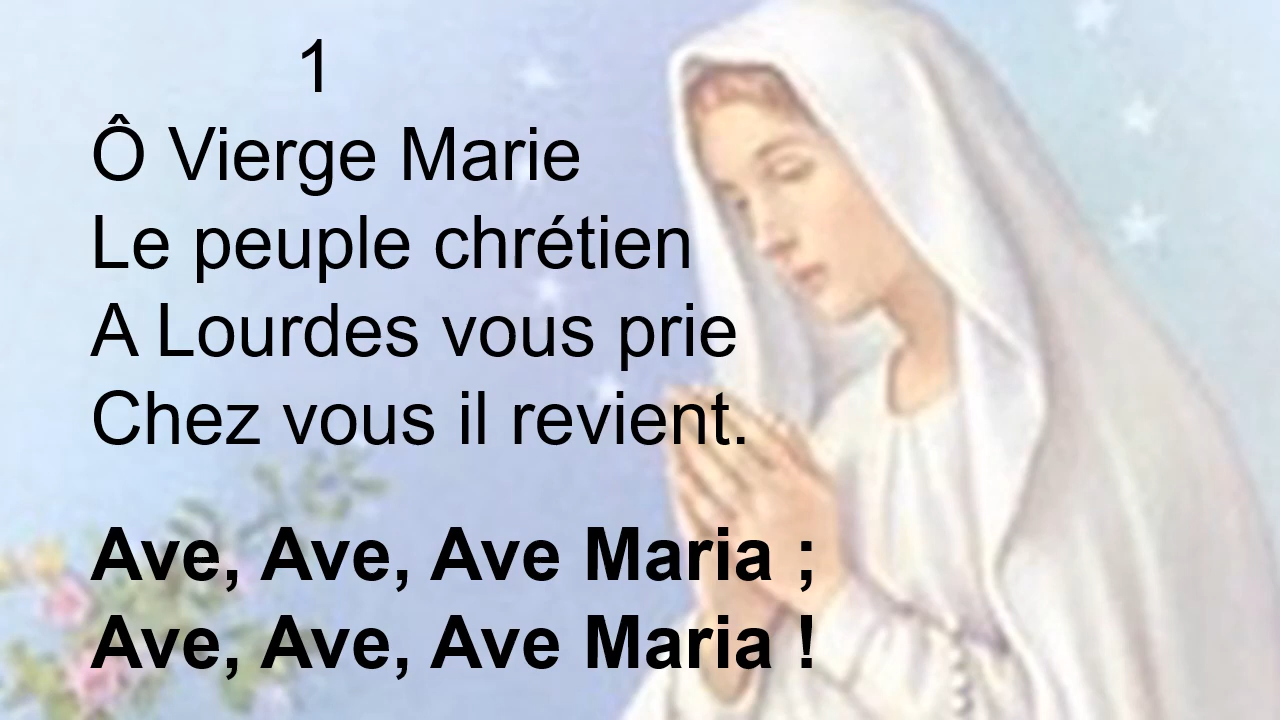 1
Ô Vierge Marie
Le peuple chrétien
A Lourdes vous prie
Chez vous il revient.
Ave, Ave, Ave Maria ;
Ave, Ave, Ave Maria !